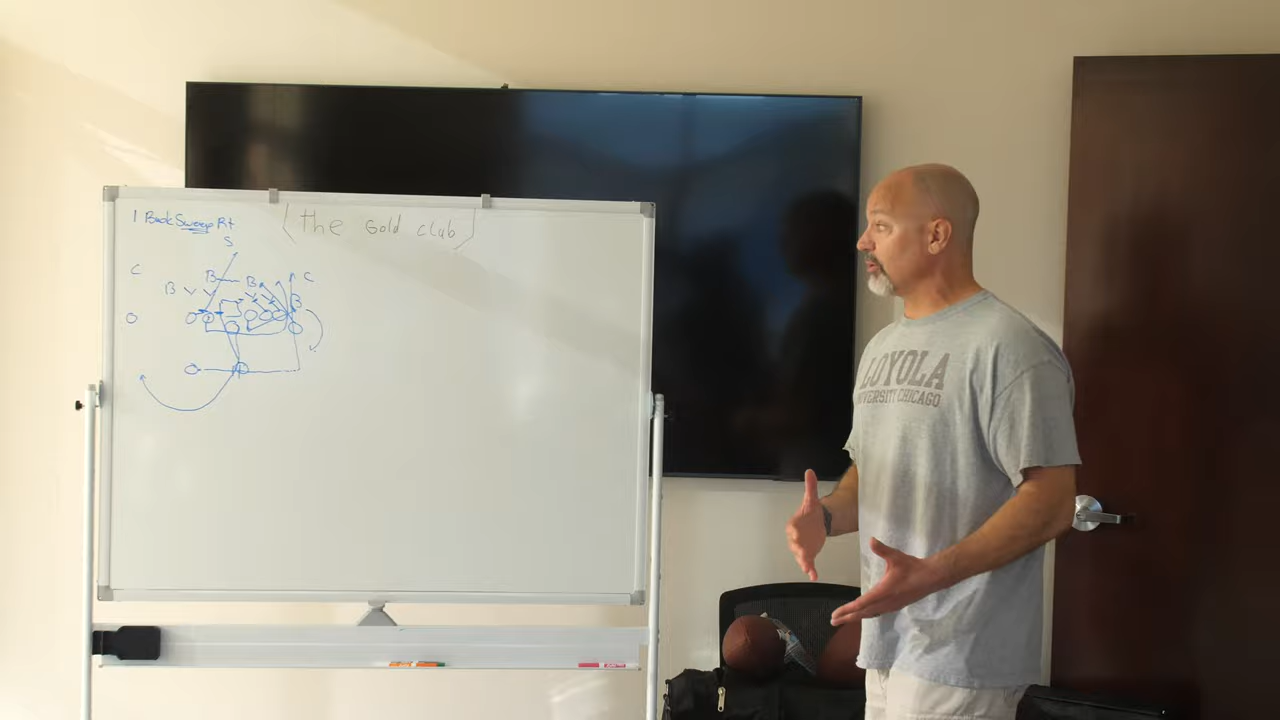 1 Back Sweep Rt
(the Gold club)
S
C
B
B
C
B
B
LOYOLA
UNIVERSITY CHICAGO